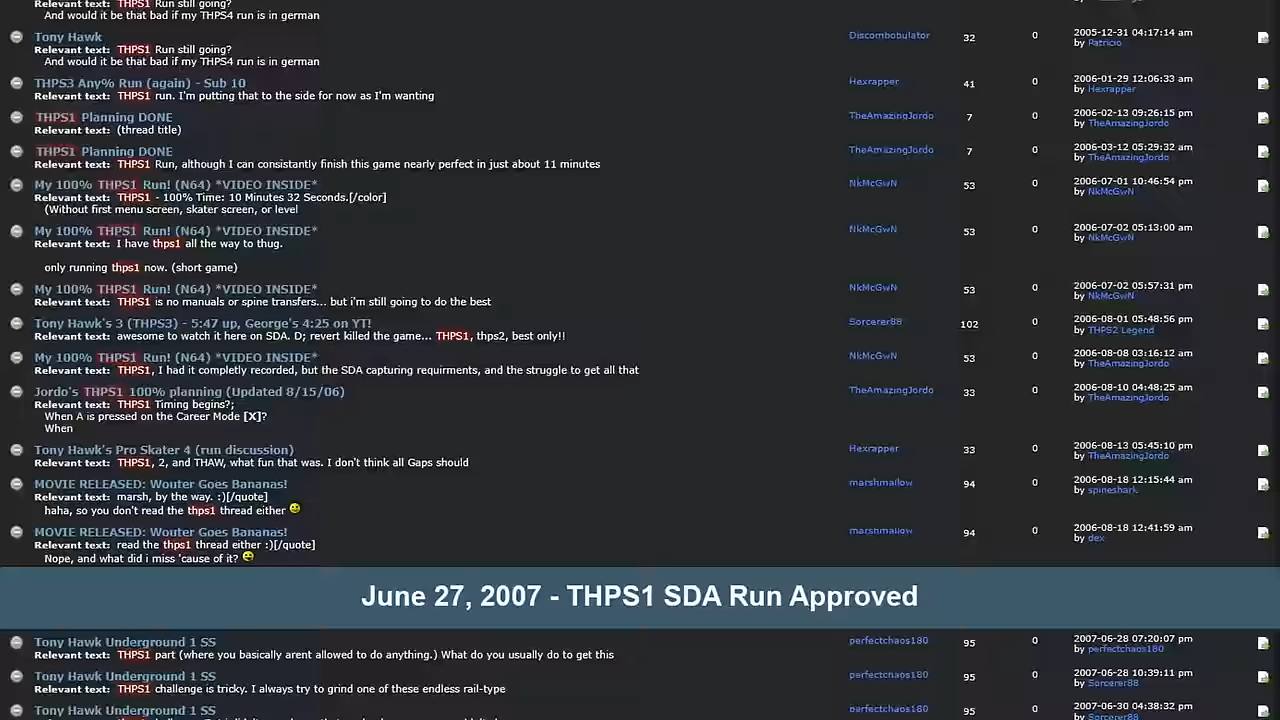 Relevant text: THPS1 Run still going?
And would it be that bad if my THPS4 run is in german
Tony Hawk Discombobulator 32 0 2005-12-31 04:17:14 am
by Patricio
Relevant text: THPS1 Run still going?
And would it be that bad if my THPS4 run is in german
THPS3 Any% Run (again) - Sub 10 Hexrapper 41 0 2006-01-29 12:06:33 am
by Hexrapper
Relevant text: THPS1 run. I'm putting that to the side for now as I'm wanting
THPS1 Planning DONE TheAmazingJordo 7 0 2006-02-13 09:26:15 pm
by TheAmazingJordo
Relevant text: (thread title)
THPS1 Planning DONE TheAmazingJordo 7 0 2006-03-12 05:29:32 am
by TheAmazingJordo
Relevant text: THPS1 Run, although I can consistantly finish this game nearly perfect in just about 11 minutes
My 100% THPS1 Run! (N64) *VIDEO INSIDE* NkMcGwN 53 0 2006-07-01 10:46:54 pm
by NkMcGwN
Relevant text: THPS1 - 100% Time: 10 Minutes 32 Seconds.[/color]
(Without first menu screen, skater screen, or level
My 100% THPS1 Run! (N64) *VIDEO INSIDE* NkMcGwN 53 0 2006-07-02 05:13:00 am
by NkMcGwN
Relevant text: I have thps1 all the way to thug.
only running thps1 now. (short game)
My 100% THPS1 Run! (N64) *VIDEO INSIDE* NkMcGwN 53 0 2006-07-02 05:57:31 pm
by NkMcGwN
Relevant text: THPS1 is no manuals or spine transfers... but i'm still going to do the best
Tony Hawk's 3 (THPS3) - 5:47 up, George's 4:25 on YT! Sorcerer88 102 0 2006-08-01 05:48:56 pm
by THPS2 Legend
Relevant text: awesome to watch it here on SDA. D; revert killed the game... THPS1, thps2, best only!!
My 100% THPS1 Run! (N64) *VIDEO INSIDE* NkMcGwN 53 0 2006-08-08 03:16:12 am
by TheAmazingJordo
Relevant text: THPS1, I had it completly recorded, but the SDA capturing requirments, and the struggle to get all that
Jordo's THPS1 100% planning (Updated 8/15/06) TheAmazingJordo 33 0 2006-08-10 04:48:25 am
by TheAmazingJordo
Relevant text: THPS1 Timing begins?;
When A is pressed on the Career Mode [X]?
When
Tony Hawk's Pro Skater 4 (run discussion) Hexrapper 33 0 2006-08-13 05:45:10 pm
by TheAmazingJordo
Relevant text: THPS1, 2, and THAW, what fun that was. I don't think all Gaps should
MOVIE RELEASED: Wouter Goes Bananas! marshmallow 94 0 2006-08-18 12:15:44 am
by spineshark
Relevant text: marsh, by the way. :)[/quote]
haha, so you don't read the thps1 thread either
MOVIE RELEASED: Wouter Goes Bananas! marshmallow 94 0 2006-08-18 12:41:59 am
by dex
Relevant text: read the thps1 thread either :)[/quote]
Nope, and what did i miss 'cause of it?
June 27, 2007 - THPS1 SDA Run Approved
Tony Hawk Underground 1 SS perfectchaos180 95 0 2007-06-28 07:20:07 pm
by perfectchaos180
Relevant text: THPS1 part (where you basically arent allowed to do anything.) What do you usually do to get this
Tony Hawk Underground 1 SS perfectchaos180 95 0 2007-06-28 10:39:11 pm
by Sorcerer88
Relevant text: THPS1 challenge is tricky. I always try to grind one of these endless rail-type
Tony Hawk Underground 1 SS perfectchaos180 95 0 2007-06-30 04:38:32 pm
by Sorcerer88